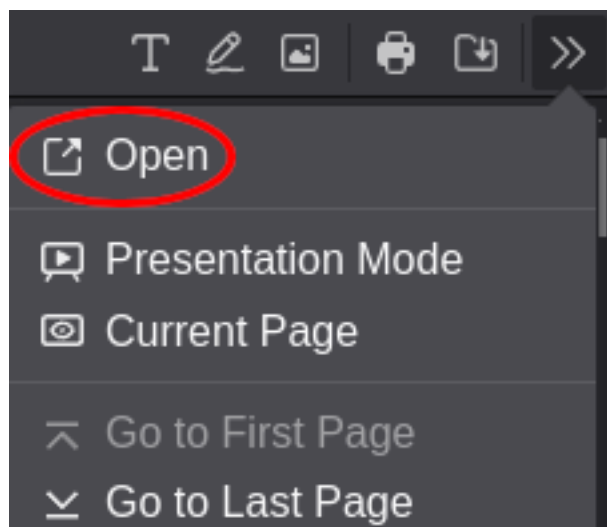 Open
Presentation Mode
Current Page
Go to First Page
Go to Last Page